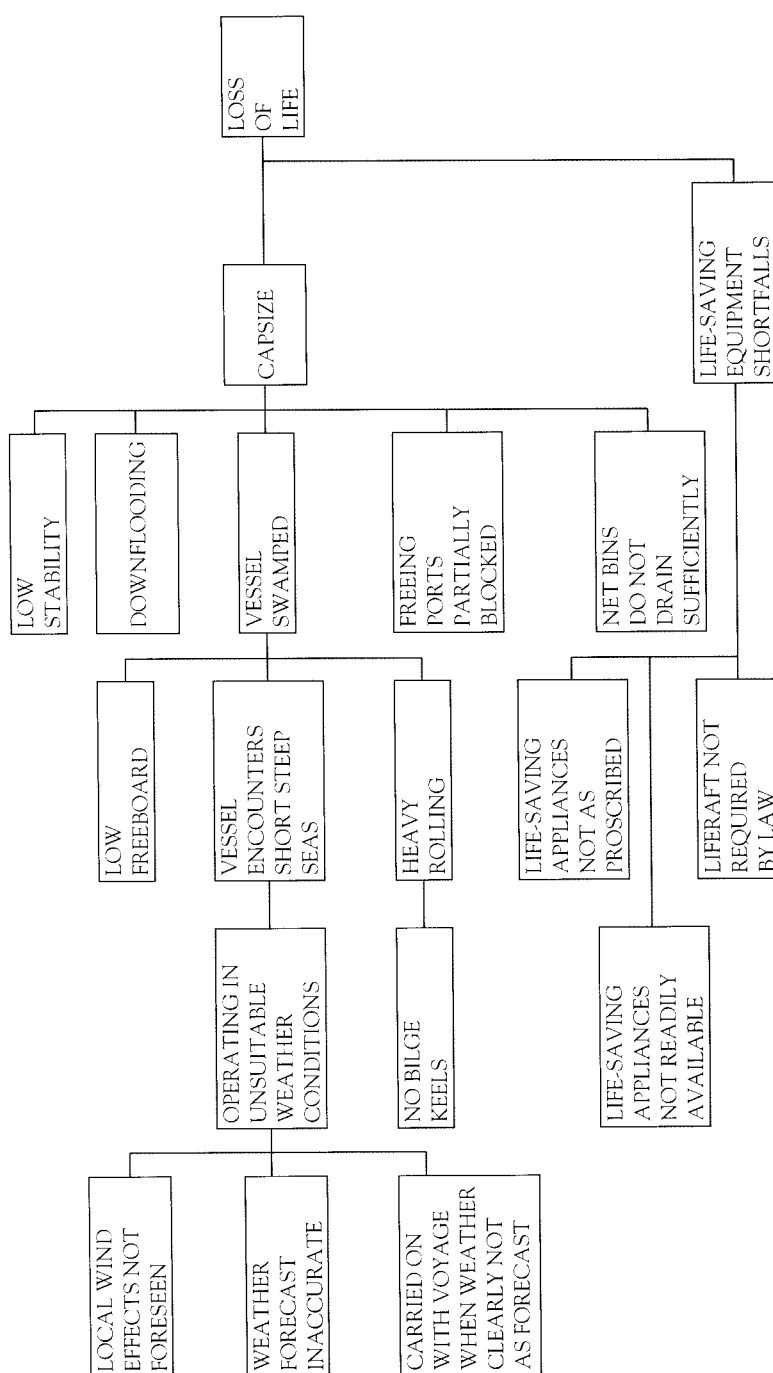 LOSS
OF
LIFE
CAPSIZE
LIFE-SAVING
EQUIPMENT
SHORTFALLS
LOW
STABILITY
DOWNFLOODING
VESSEL
SWAMPED
FREEING
PORTS
PARTIALLY
BLOCKED
NET BINS
DO NOT
DRAIN
SUFFICIENTLY
LOW
FREEBOARD
VESSEL
ENCOUNTERS
SHORT STEEP
SEAS
HEAVY
ROLLING
LIFE-SAVING
APPLIANCES
NOT AS
PROSCRIBED
LIFERAFT NOT
REQUIRED
BY LAW
OPERATING IN
UNSUITABLE
WEATHER
CONDITIONS
NO BILGE
KEELS
LIFE-SAVING
APPLIANCES
NOT READILY
AVAILABLE
LOCAL WIND
EFFECTS NOT
FORESEEN
WEATHER
FORECAST
INACCURATE
CARRIED ON
WITH VOYAGE
WHEN WEATHER
CLEARLY NOT
AS FORECAST